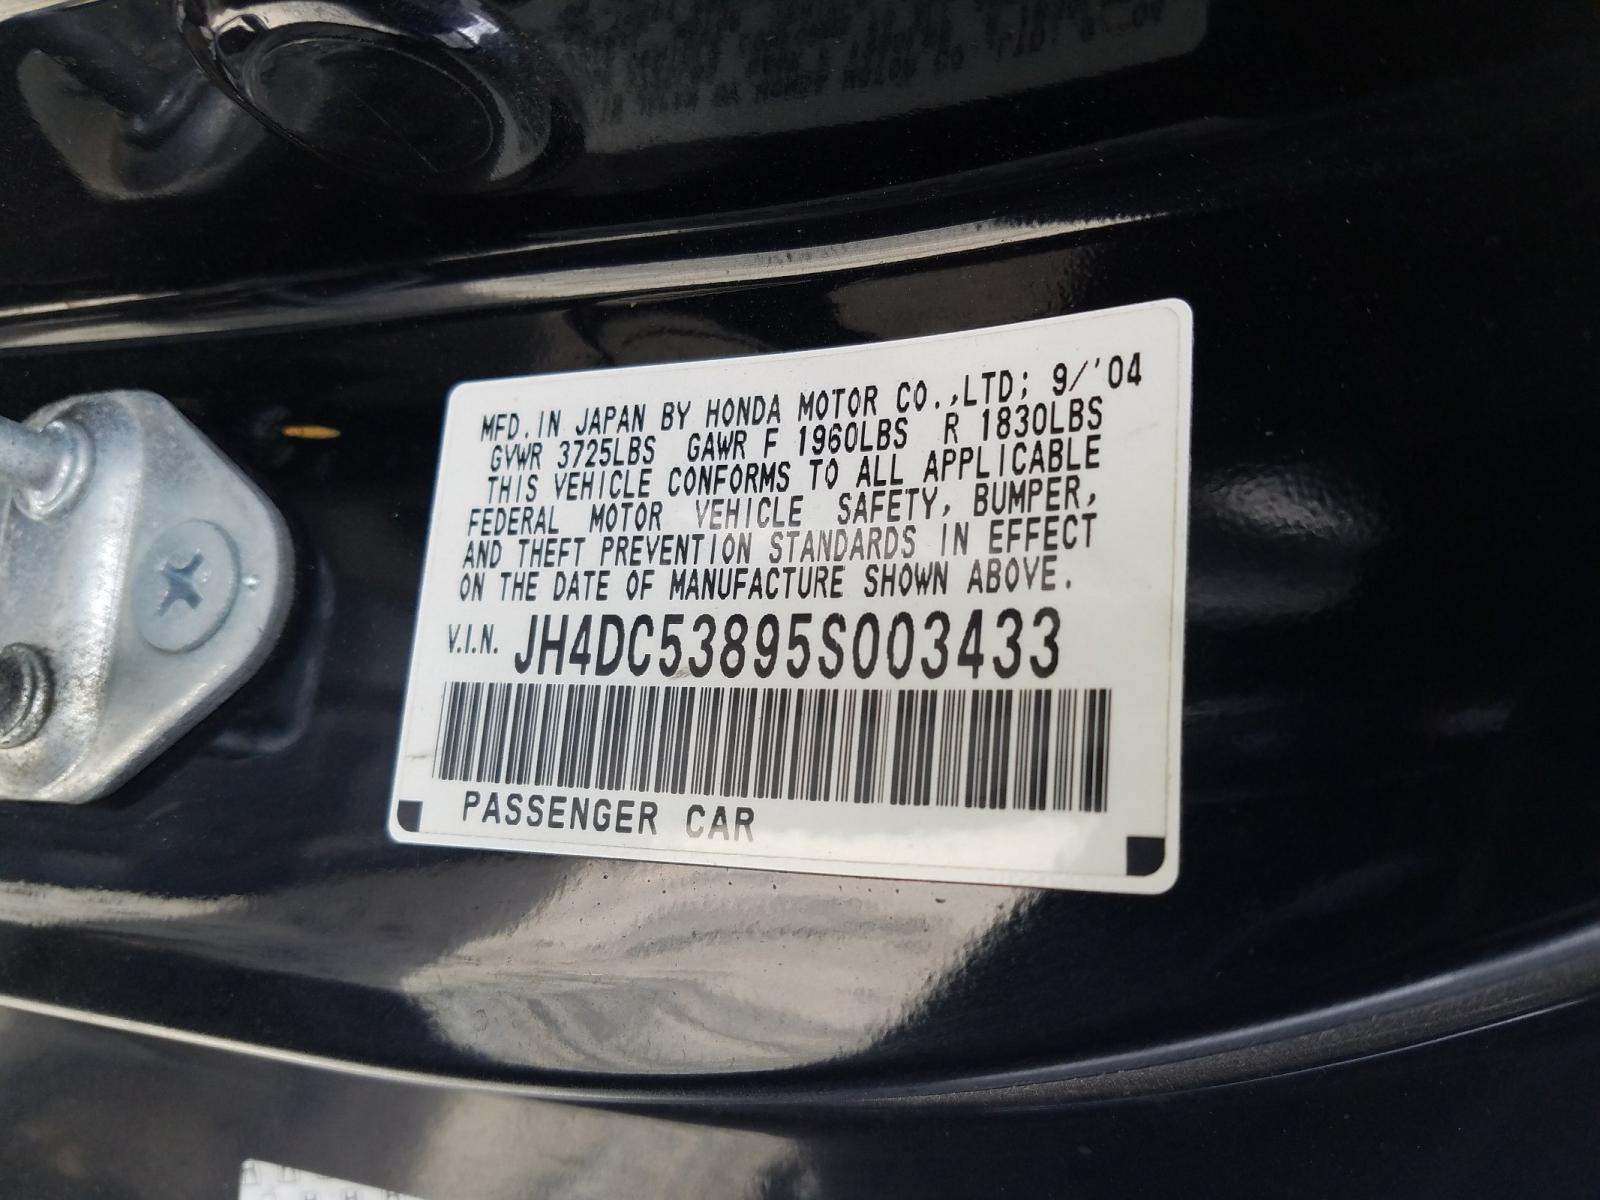 MFD. IN JAPAN BY HONDA MOTOR CO.,LTD; 9/'04
GVWR 3725LBS GAWR F 1960LBS R 1830LBS
THIS VEHICLE CONFORMS TO ALL APPLICABLE
FEDERAL MOTOR VEHICLE SAFETY, BUMPER,
AND THEFT PREVENTION STANDARDS IN EFFECT
ON THE DATE OF MANUFACTURE SHOWN ABOVE.
V.I.N. JH4DC53895S003433
PASSENGER CAR